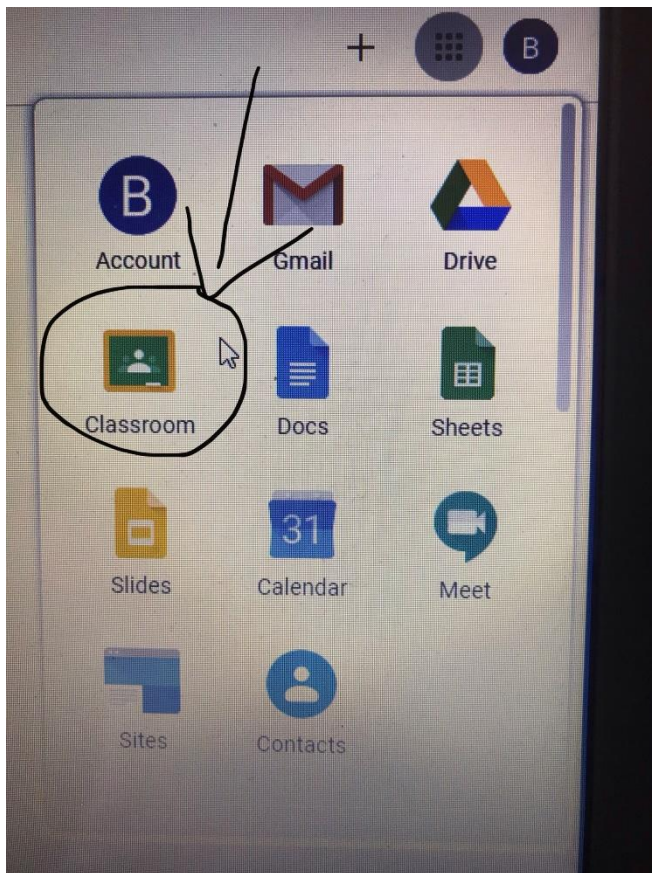 B
B
Account Gmail Drive
Classroom Docs Sheets
31
Slides Calendar Meet
Sites Contacts